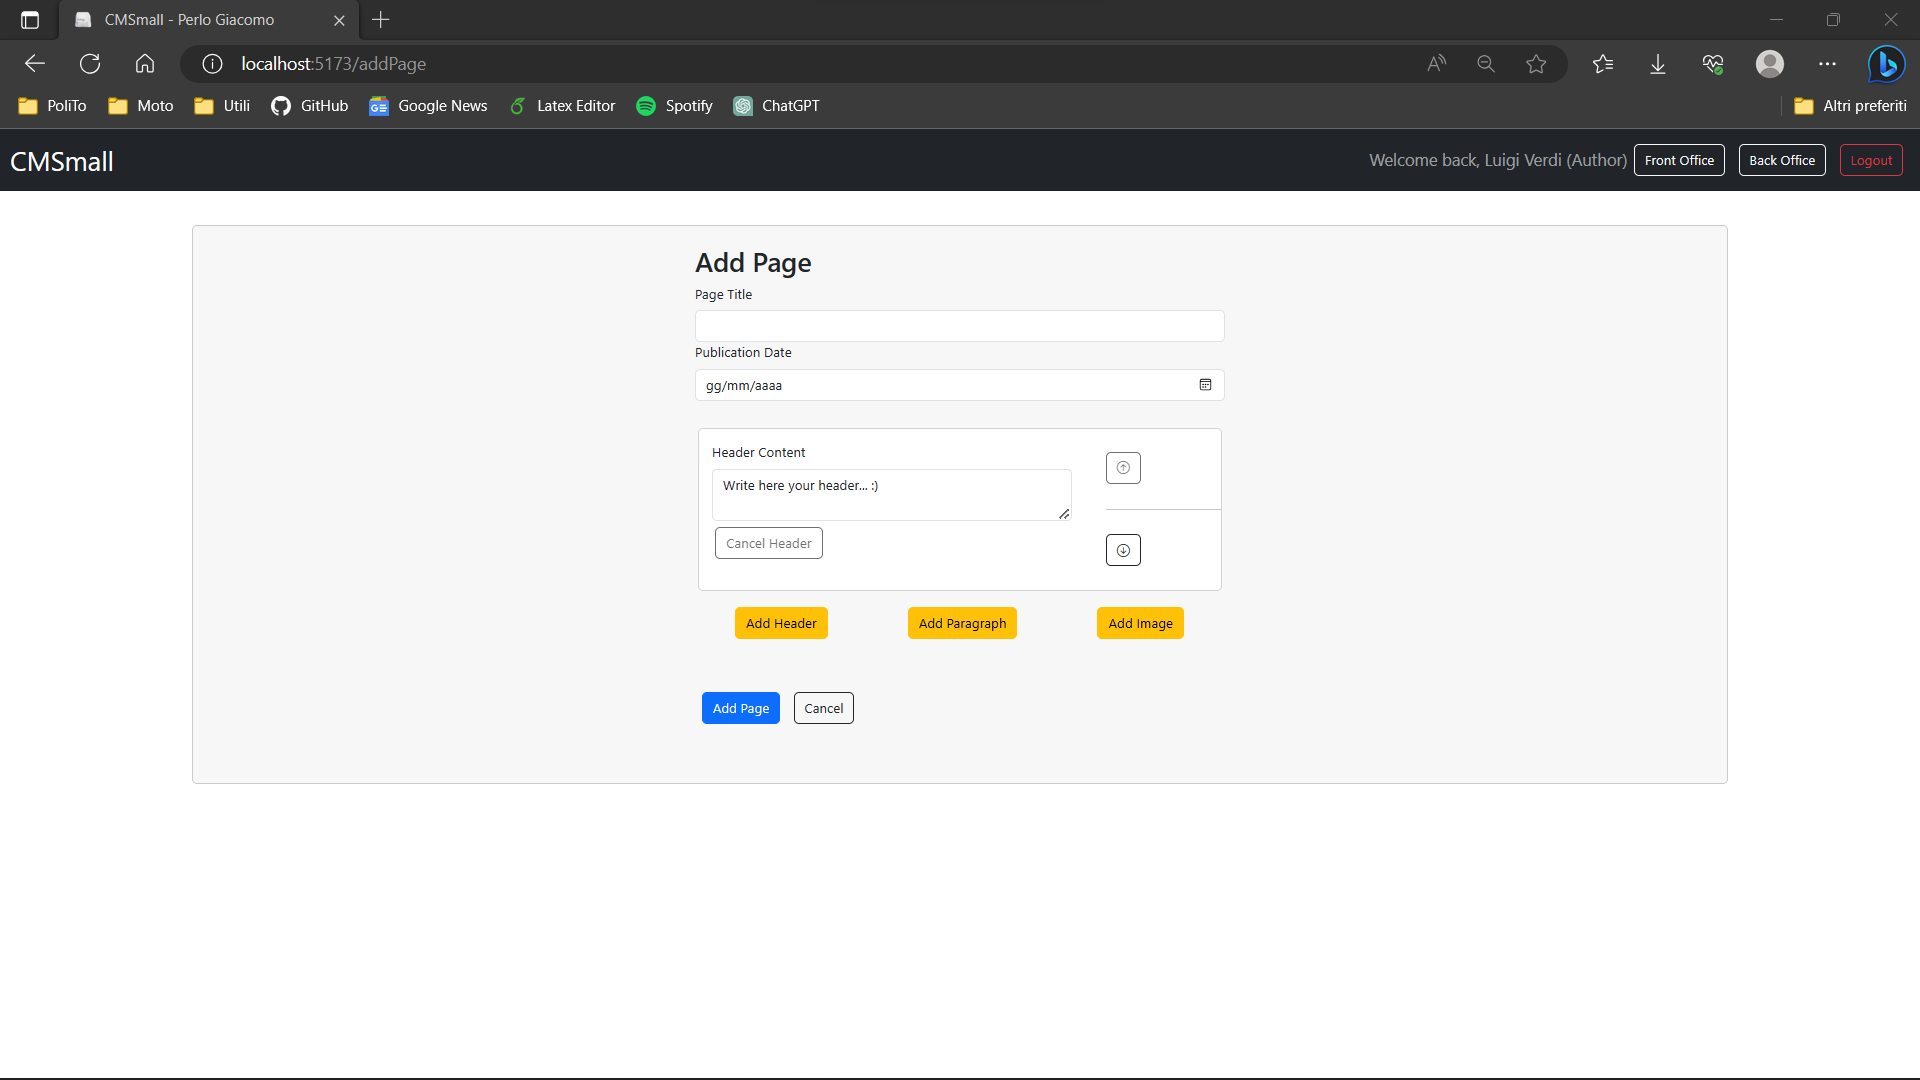 CMSmall - Perlo Giacomo
localhost:5173/addPage
PoliTo Moto Utili GitHub Google News Latex Editor Spotify ChatGPT Altri preferiti
CMSmall Welcome back, Luigi Verdi (Author) Front Office Back Office Logout
Add Page
Page Title
Publication Date
gg/mm/aaaa
Header Content
Write here your header... :)
Cancel Header
Add Header Add Paragraph Add Image
Add Page Cancel